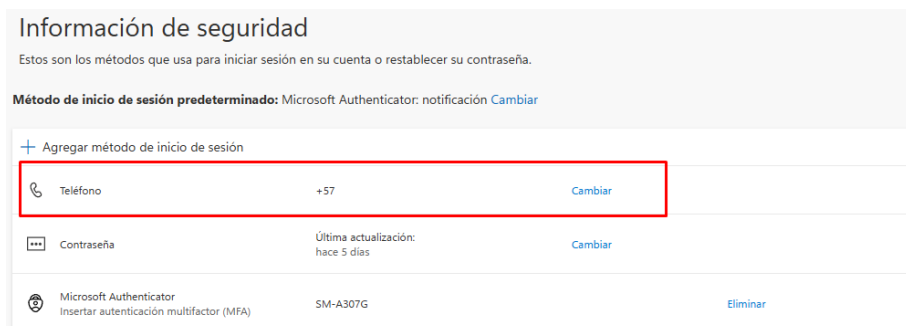 Información de seguridad
Estos son los métodos que usa para iniciar sesión en su cuenta o restablecer su contraseña.
Método de inicio de sesión predeterminado: Microsoft Authenticator: notificación Cambiar
+ Agregar método de inicio de sesión
Teléfono +57 Cambiar
Contraseña Última actualización: Cambiar
hace 5 días
Microsoft Authenticator SM-A307G Eliminar
Insertar autenticación multifactor (MFA)